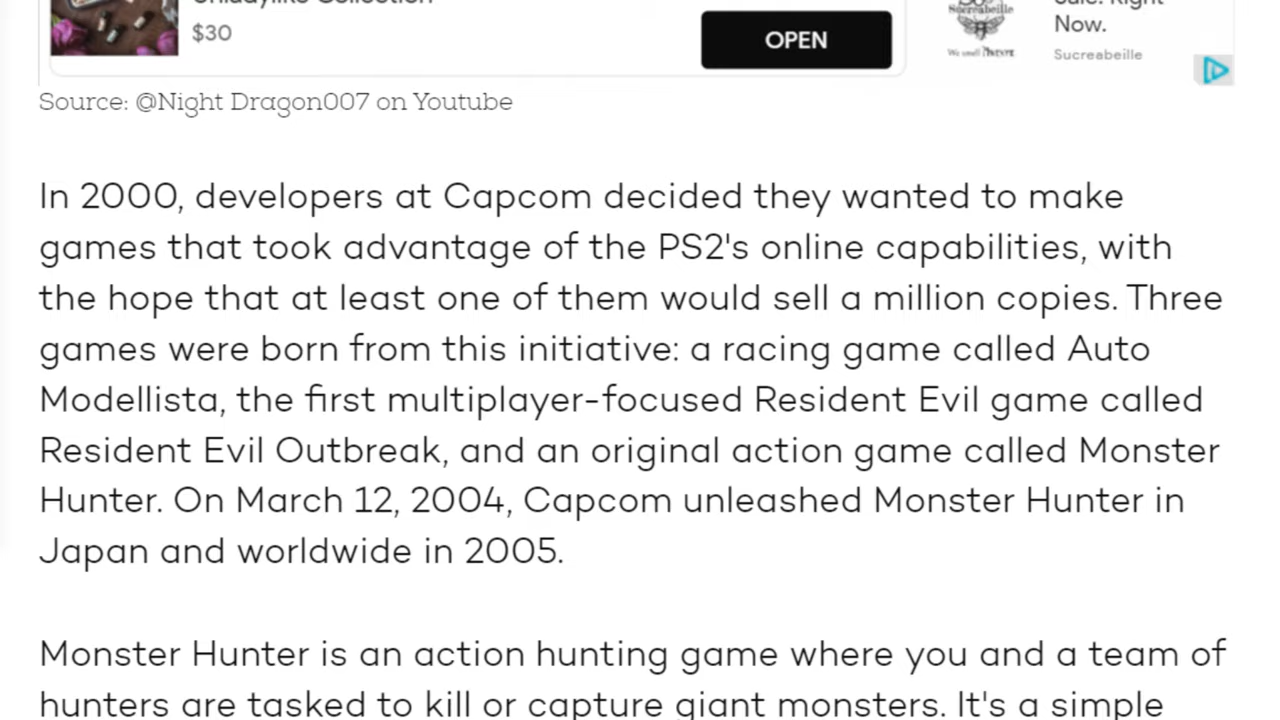 $30
OPEN
Now.
Sucreabeille
Sucreabeille
Source: @Night Dragon007 on Youtube
In 2000, developers at Capcom decided they wanted to make
games that took advantage of the PS2's online capabilities, with
the hope that at least one of them would sell a million copies. Three
games were born from this initiative: a racing game called Auto
Modellista, the first multiplayer-focused Resident Evil game called
Resident Evil Outbreak, and an original action game called Monster
Hunter. On March 12, 2004, Capcom unleashed Monster Hunter in
Japan and worldwide in 2005.
Monster Hunter is an action hunting game where you and a team of
hunters are tasked to kill or capture giant monsters. It's a simple